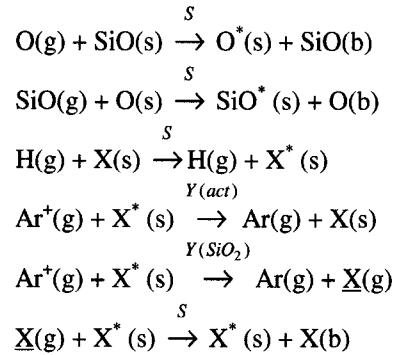 S
O(g) + SiO(s) → O*(s) + SiO(b)
S
SiO(g) + O(s) → SiO* (s) + O(b)
S
H(g) + X(s) → H(g) + X* (s)
Y(act)
Ar⁺(g) + X* (s) → Ar(g) + X(s)
Y(SiO₂)
Ar⁺(g) + X* (s) → Ar(g) + X̲(g)
S
X̲(g) + X* (s) → X* (s) + X(b)